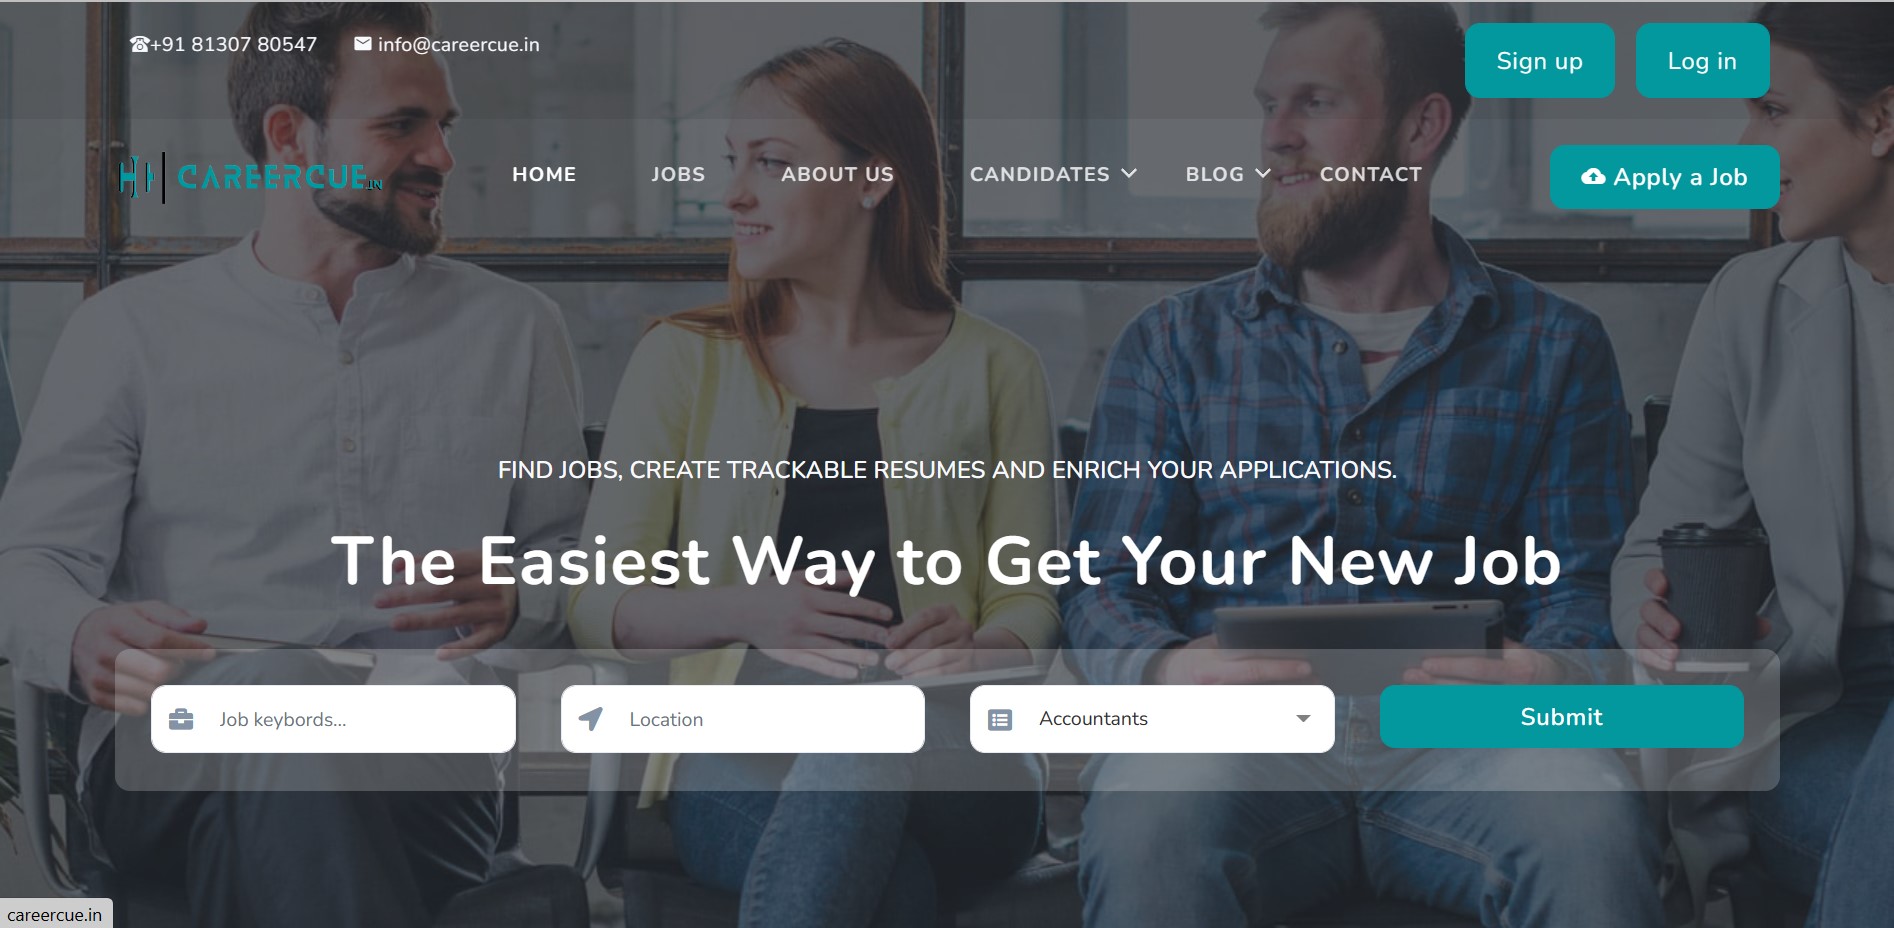 ☎+91 81307 80547
info@careercue.in
Sign up
Log in
CAREERCUE.IN
HOME
JOBS
ABOUT US
CANDIDATES
BLOG
CONTACT
Apply a Job
FIND JOBS, CREATE TRACKABLE RESUMES AND ENRICH YOUR APPLICATIONS.
The Easiest Way to Get Your New Job
Job keybords...
Location
Accountants
Submit
careercue.in